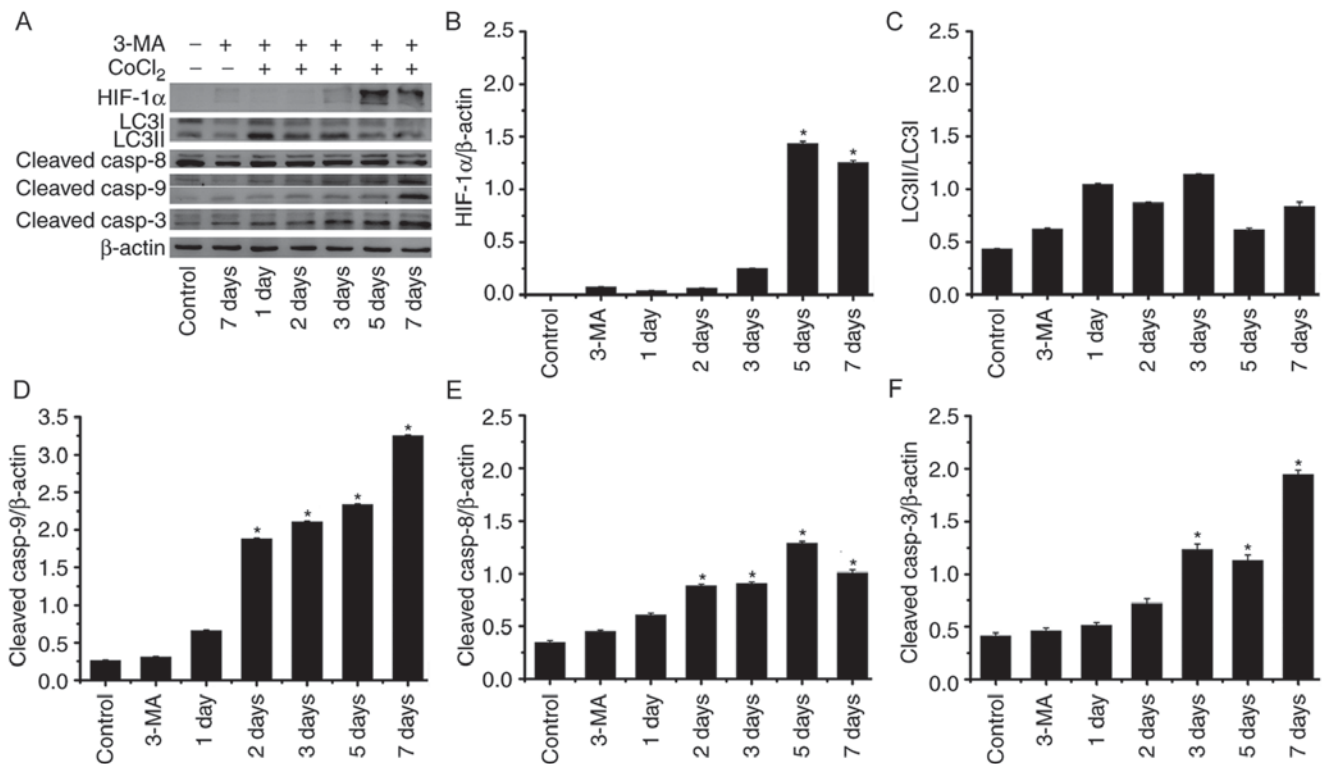 A
3-MA − + + + + + +
CoCl2 − − + + + + +
HIF-1α
LC3I
LC3II
Cleaved casp-8
Cleaved casp-9
Cleaved casp-3
β-actin
Control
7 days
1 day
2 days
3 days
5 days
7 days
B
HIF-1α/β-actin
2.5
2.0
1.5
1.0
0.5
0.0
* *
Control
3-MA
1 day
2 days
3 days
5 days
7 days
C
LC3II/LC3I
2.5
2.0
1.5
1.0
0.5
0.0
Control
3-MA
1 day
2 days
3 days
5 days
7 days
D
Cleaved casp-9/β-actin
3.5
3.0
2.5
2.0
1.5
1.0
0.5
0.0
* * * *
Control
3-MA
1 day
2 days
3 days
5 days
7 days
E
Cleaved casp-8/β-actin
2.5
2.0
1.5
1.0
0.5
0.0
* * * *
Control
3-MA
1 day
2 days
3 days
5 days
7 days
F
Cleaved casp-3/β-actin
2.5
2.0
1.5
1.0
0.5
0.0
* * *
Control
3-MA
1 day
2 days
3 days
5 days
7 days